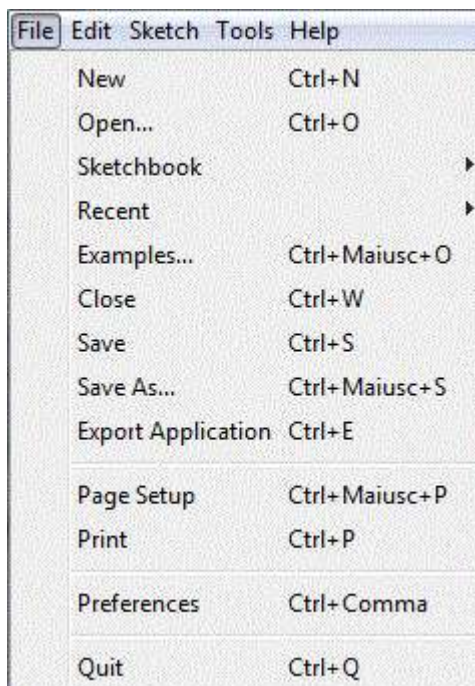 File Edit Sketch Tools Help
New Ctrl+N
Open... Ctrl+O
Sketchbook
Recent
Examples... Ctrl+Maiusc+O
Close Ctrl+W
Save Ctrl+S
Save As... Ctrl+Maiusc+S
Export Application Ctrl+E
Page Setup Ctrl+Maiusc+P
Print Ctrl+P
Preferences Ctrl+Comma
Quit Ctrl+Q